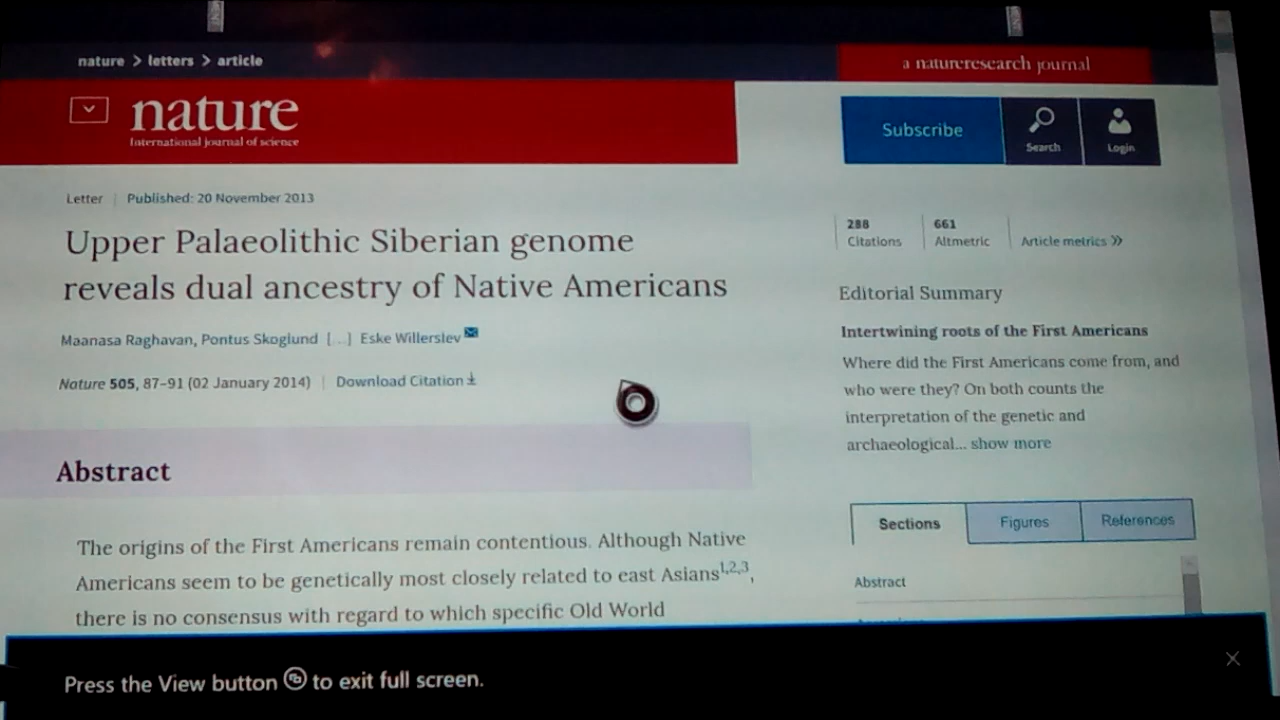 nature > letters > article
a natureresearch journal
nature
International journal of science
Subscribe
Search
Login
Letter | Published: 20 November 2013
Upper Palaeolithic Siberian genome
reveals dual ancestry of Native Americans
Maanasa Raghavan, Pontus Skoglund [...] Eske Willerslev
Nature 505, 87–91 (02 January 2014) | Download Citation
288
Citations
661
Altmetric
Article metrics »
Editorial Summary
Intertwining roots of the First Americans
Where did the First Americans come from, and
who were they? On both counts the
interpretation of the genetic and
archaeological... show more
Abstract
The origins of the First Americans remain contentious. Although Native
Americans seem to be genetically most closely related to east Asians1,2,3,
there is no consensus with regard to which specific Old World
Sections
Figures
References
Abstract
Press the View button to exit full screen.